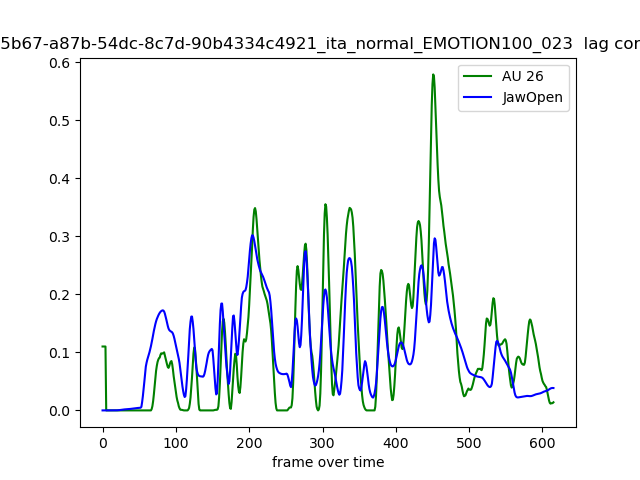 5b67-a87b-54dc-8c7d-90b4334c4921_ita_normal_EMOTION100_023  lag cor
AU 26
JawOpen
0.6
0.5
0.4
0.3
0.2
0.1
0.0
0 100 200 300 400 500 600
frame over time